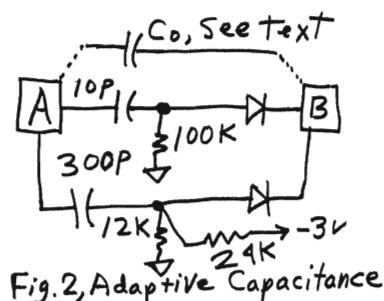 Co, See text
A
10P
B
100K
300P
12K
24K
-3v
Fig. 2, Adaptive Capacitance